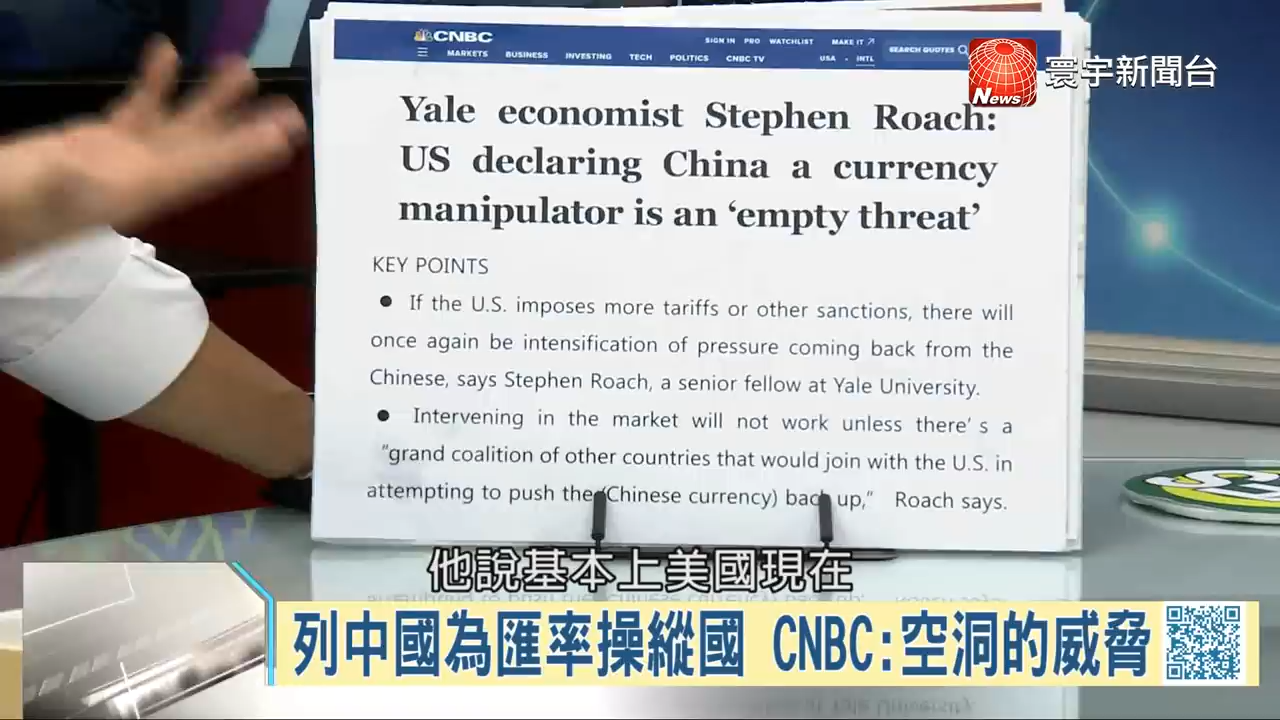 CNBC
SIGN IN PRO WATCHLIST MAKE IT
SEARCH QUOTES
MARKETS BUSINESS INVESTING TECH POLITICS CNBC TV
USA • INTL
News
寰宇新聞台
Yale economist Stephen Roach:
US declaring China a currency
manipulator is an ‘empty threat’
KEY POINTS
● If the U.S. imposes more tariffs or other sanctions, there will
once again be intensification of pressure coming back from the
Chinese, says Stephen Roach, a senior fellow at Yale University.
● Intervening in the market will not work unless there’s a
“grand coalition of other countries that would join with the U.S. in
attempting to push the (Chinese currency) back up,” Roach says.
他說基本上美國現在
列中國為匯率操縱國 CNBC:空洞的威脅